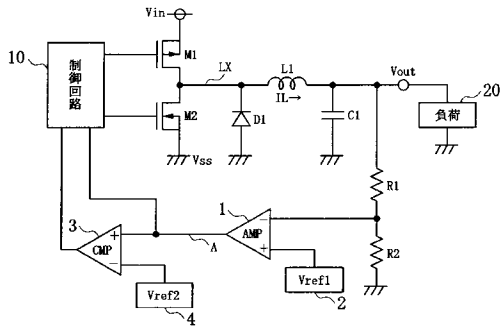 Vin
10
制御回路
M1
LX
L1
IL→
Vout
20
負荷
M2
D1
C1
Vss
R1
3
CMP
+
−
A
1
AMP
−
+
R2
Vref2
4
Vref1
2